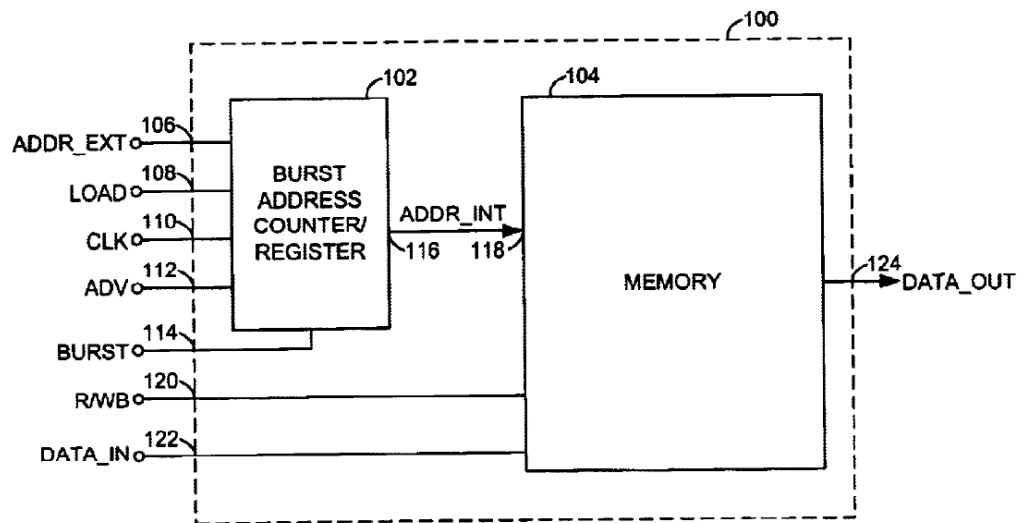 100
102
104
106
ADDR_EXT
108
LOAD
BURST
ADDRESS
COUNTER/
REGISTER
110
CLK
ADDR_INT
116
118
112
ADV
MEMORY
124
DATA_OUT
114
BURST
120
R/WB
122
DATA_IN